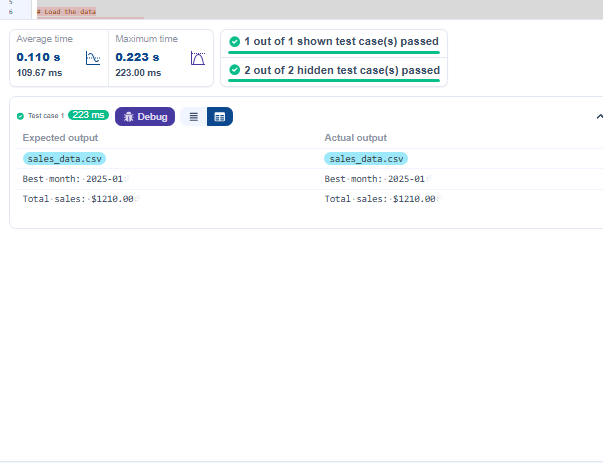 5
6 # Load the data
Average time
0.110 s
109.67 ms
Maximum time
0.223 s
223.00 ms
1 out of 1 shown test case(s) passed
2 out of 2 hidden test case(s) passed
Test case 1 223 ms Debug
Expected output Actual output
sales_data.csv sales_data.csv
Best·month:·2025-01 Best·month:·2025-01
Total·sales:·$1210.00 Total·sales:·$1210.00